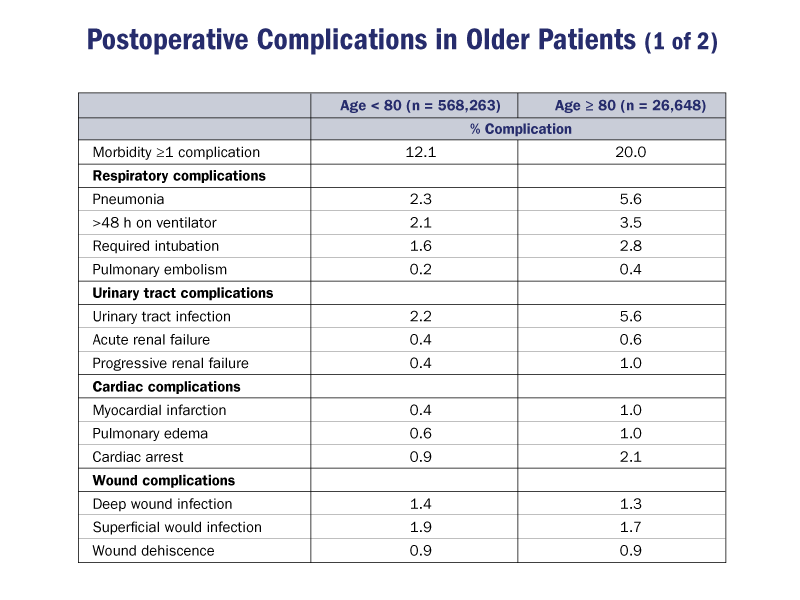 Postoperative Complications in Older Patients (1 of 2)
Age < 80 (n = 568,263) Age ≥ 80 (n = 26,648)
% Complication
Morbidity ≥1 complication 12.1 20.0
Respiratory complications
Pneumonia 2.3 5.6
>48 h on ventilator 2.1 3.5
Required intubation 1.6 2.8
Pulmonary embolism 0.2 0.4
Urinary tract complications
Urinary tract infection 2.2 5.6
Acute renal failure 0.4 0.6
Progressive renal failure 0.4 1.0
Cardiac complications
Myocardial infarction 0.4 1.0
Pulmonary edema 0.6 1.0
Cardiac arrest 0.9 2.1
Wound complications
Deep wound infection 1.4 1.3
Superficial would infection 1.9 1.7
Wound dehiscence 0.9 0.9